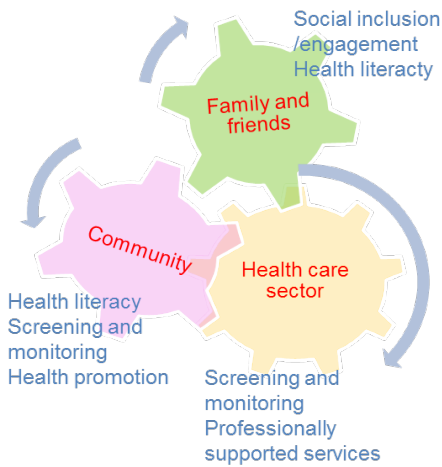 Social inclusion
/engagement
Health literacty
Family and
friends
Community
Health care
sector
Health literacy
Screening and
monitoring
Health promotion
Screening and
monitoring
Professionally
supported services